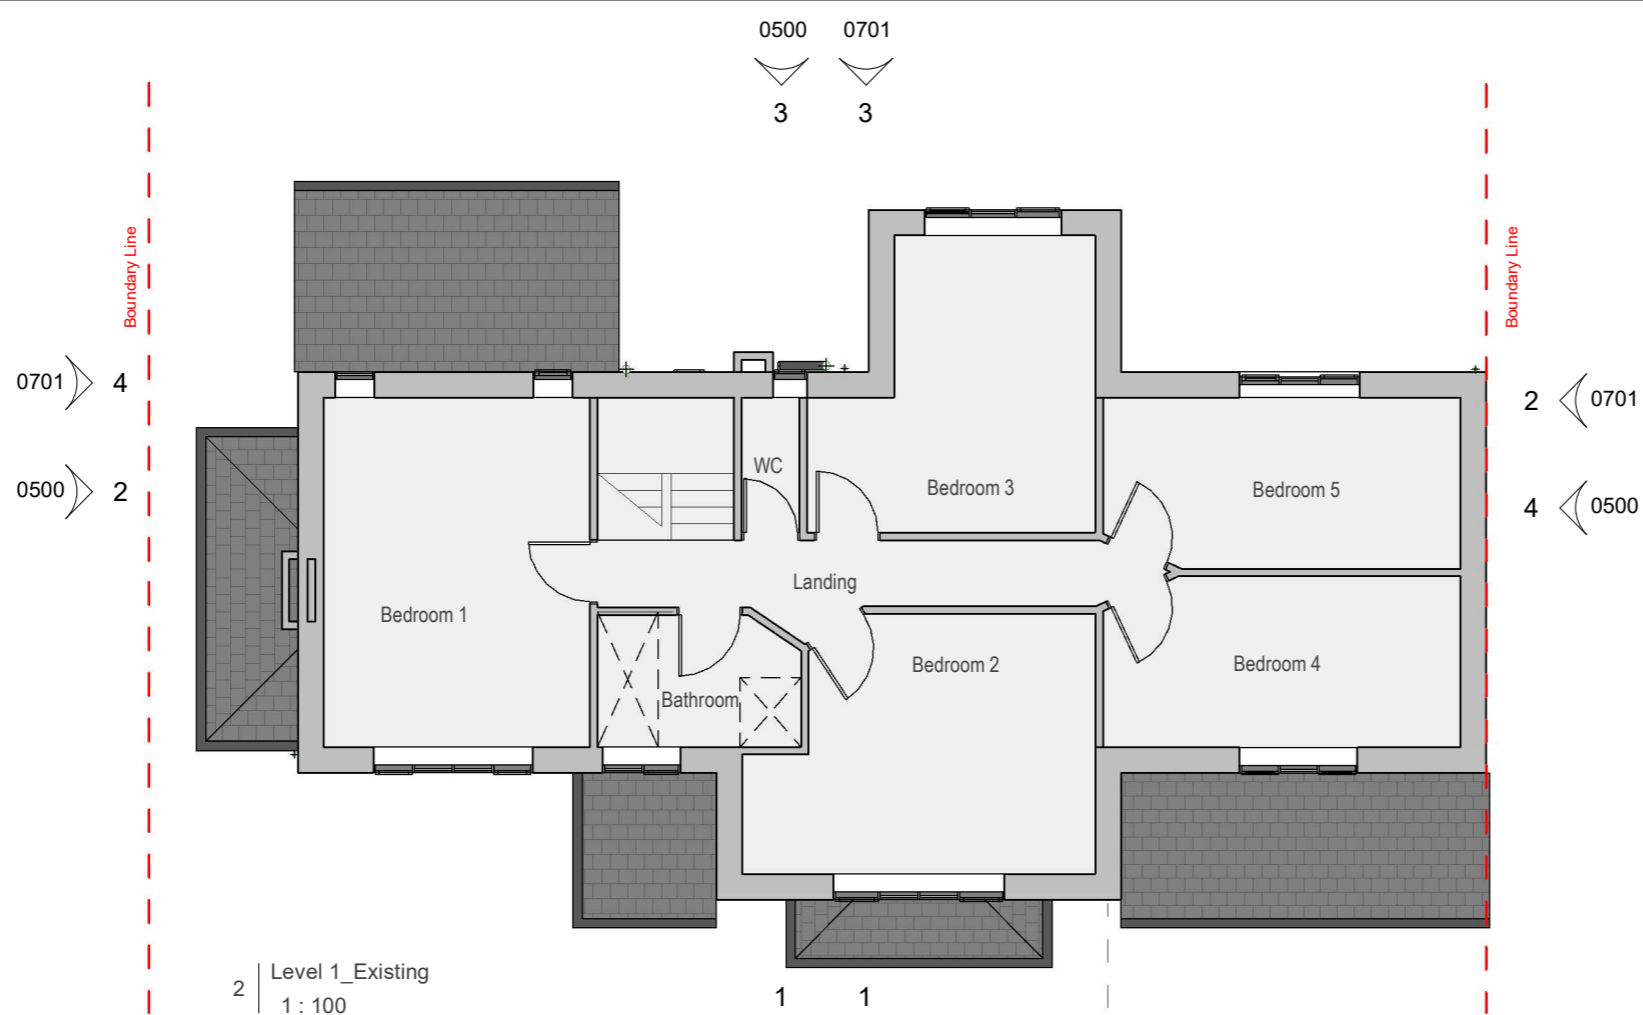 0500 0701
3 3
Boundary Line
Boundary Line
0701 4
2 0701
0500 2
4 0500
WC
Bedroom 3
Bedroom 5
Landing
Bedroom 1
Bedroom 2
Bedroom 4
Bathroom
2 Level 1_Existing
1 : 100
1 1